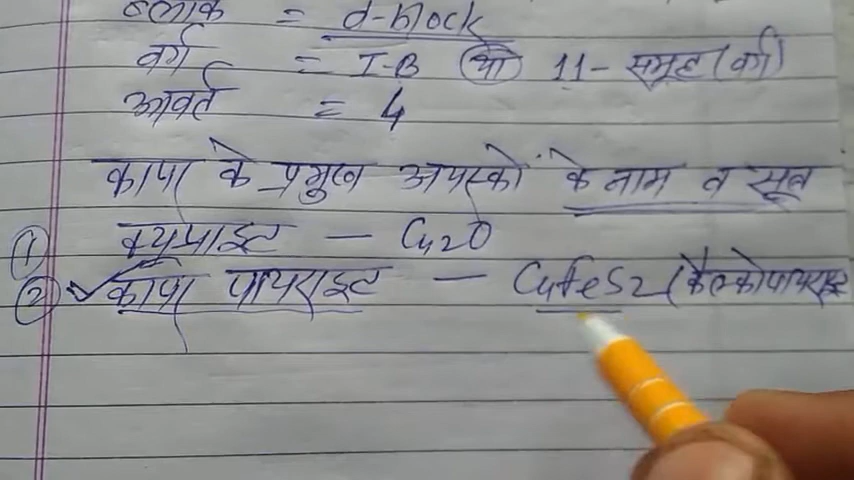 ब्लाक = d-block
वर्ग = I-B (या) 11- समूह (वर्ग)
आवर्त = 4
कापर के प्रमुख अयस्को के नाम व सूत्र
① क्यूप्राइट — Cu2O
② ✓ कापर पायराइट — CuFeS2 (कैल्कोपायराइट